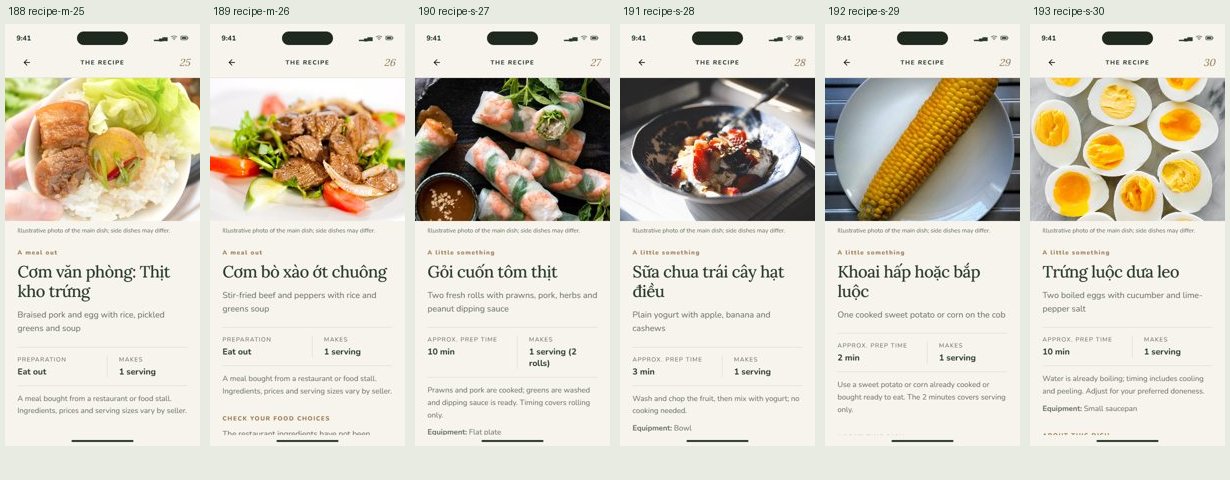 188 recipe-m-25
9:41
THE RECIPE
25
Illustrative photo of the main dish; side dishes may differ.
A meal out
Cơm văn phòng: Thịt
kho trứng
Braised pork and egg with rice, pickled
greens and soup
PREPARATION
MAKES
Eat out
1 serving
A meal bought from a restaurant or food stall.
Ingredients, prices and serving sizes vary by seller.
189 recipe-m-26
9:41
THE RECIPE
26
Illustrative photo of the main dish; side dishes may differ.
A meal out
Cơm bò xào ớt chuông
Stir-fried beef and peppers with rice and
greens soup
PREPARATION
MAKES
Eat out
1 serving
A meal bought from a restaurant or food stall.
Ingredients, prices and serving sizes vary by seller.
CHECK YOUR FOOD CHOICES
The restaurant ingredients have not been
190 recipe-s-27
9:41
THE RECIPE
27
Illustrative photo of the main dish; side dishes may differ.
A little something
Gỏi cuốn tôm thịt
Two fresh rolls with prawns, pork, herbs and
peanut dipping sauce
APPROX. PREP TIME
MAKES
10 min
1 serving (2
rolls)
Prawns and pork are cooked; greens are washed
and dipping sauce is ready. Timing covers rolling
only.
Equipment: Flat plate
191 recipe-s-28
9:41
THE RECIPE
28
Illustrative photo of the main dish; side dishes may differ.
A little something
Sữa chua trái cây hạt
điều
Plain yogurt with apple, banana and
cashews
APPROX. PREP TIME
MAKES
3 min
1 serving
Wash and chop the fruit, then mix with yogurt; no
cooking needed.
Equipment: Bowl
192 recipe-s-29
9:41
THE RECIPE
29
Illustrative photo of the main dish; side dishes may differ.
A little something
Khoai hấp hoặc bắp
luộc
One cooked sweet potato or corn on the cob
APPROX. PREP TIME
MAKES
2 min
1 serving
Use a sweet potato or corn already cooked or
bought ready to eat. The 2 minutes covers serving
only.
193 recipe-s-30
9:41
THE RECIPE
30
Illustrative photo of the main dish; side dishes may differ.
A little something
Trứng luộc dưa leo
Two boiled eggs with cucumber and lime-
pepper salt
APPROX. PREP TIME
MAKES
10 min
1 serving
Water is already boiling; timing includes cooking
and peeling. Adjust for your preferred doneness.
Equipment: Small saucepan
ABOUT THIS DISH